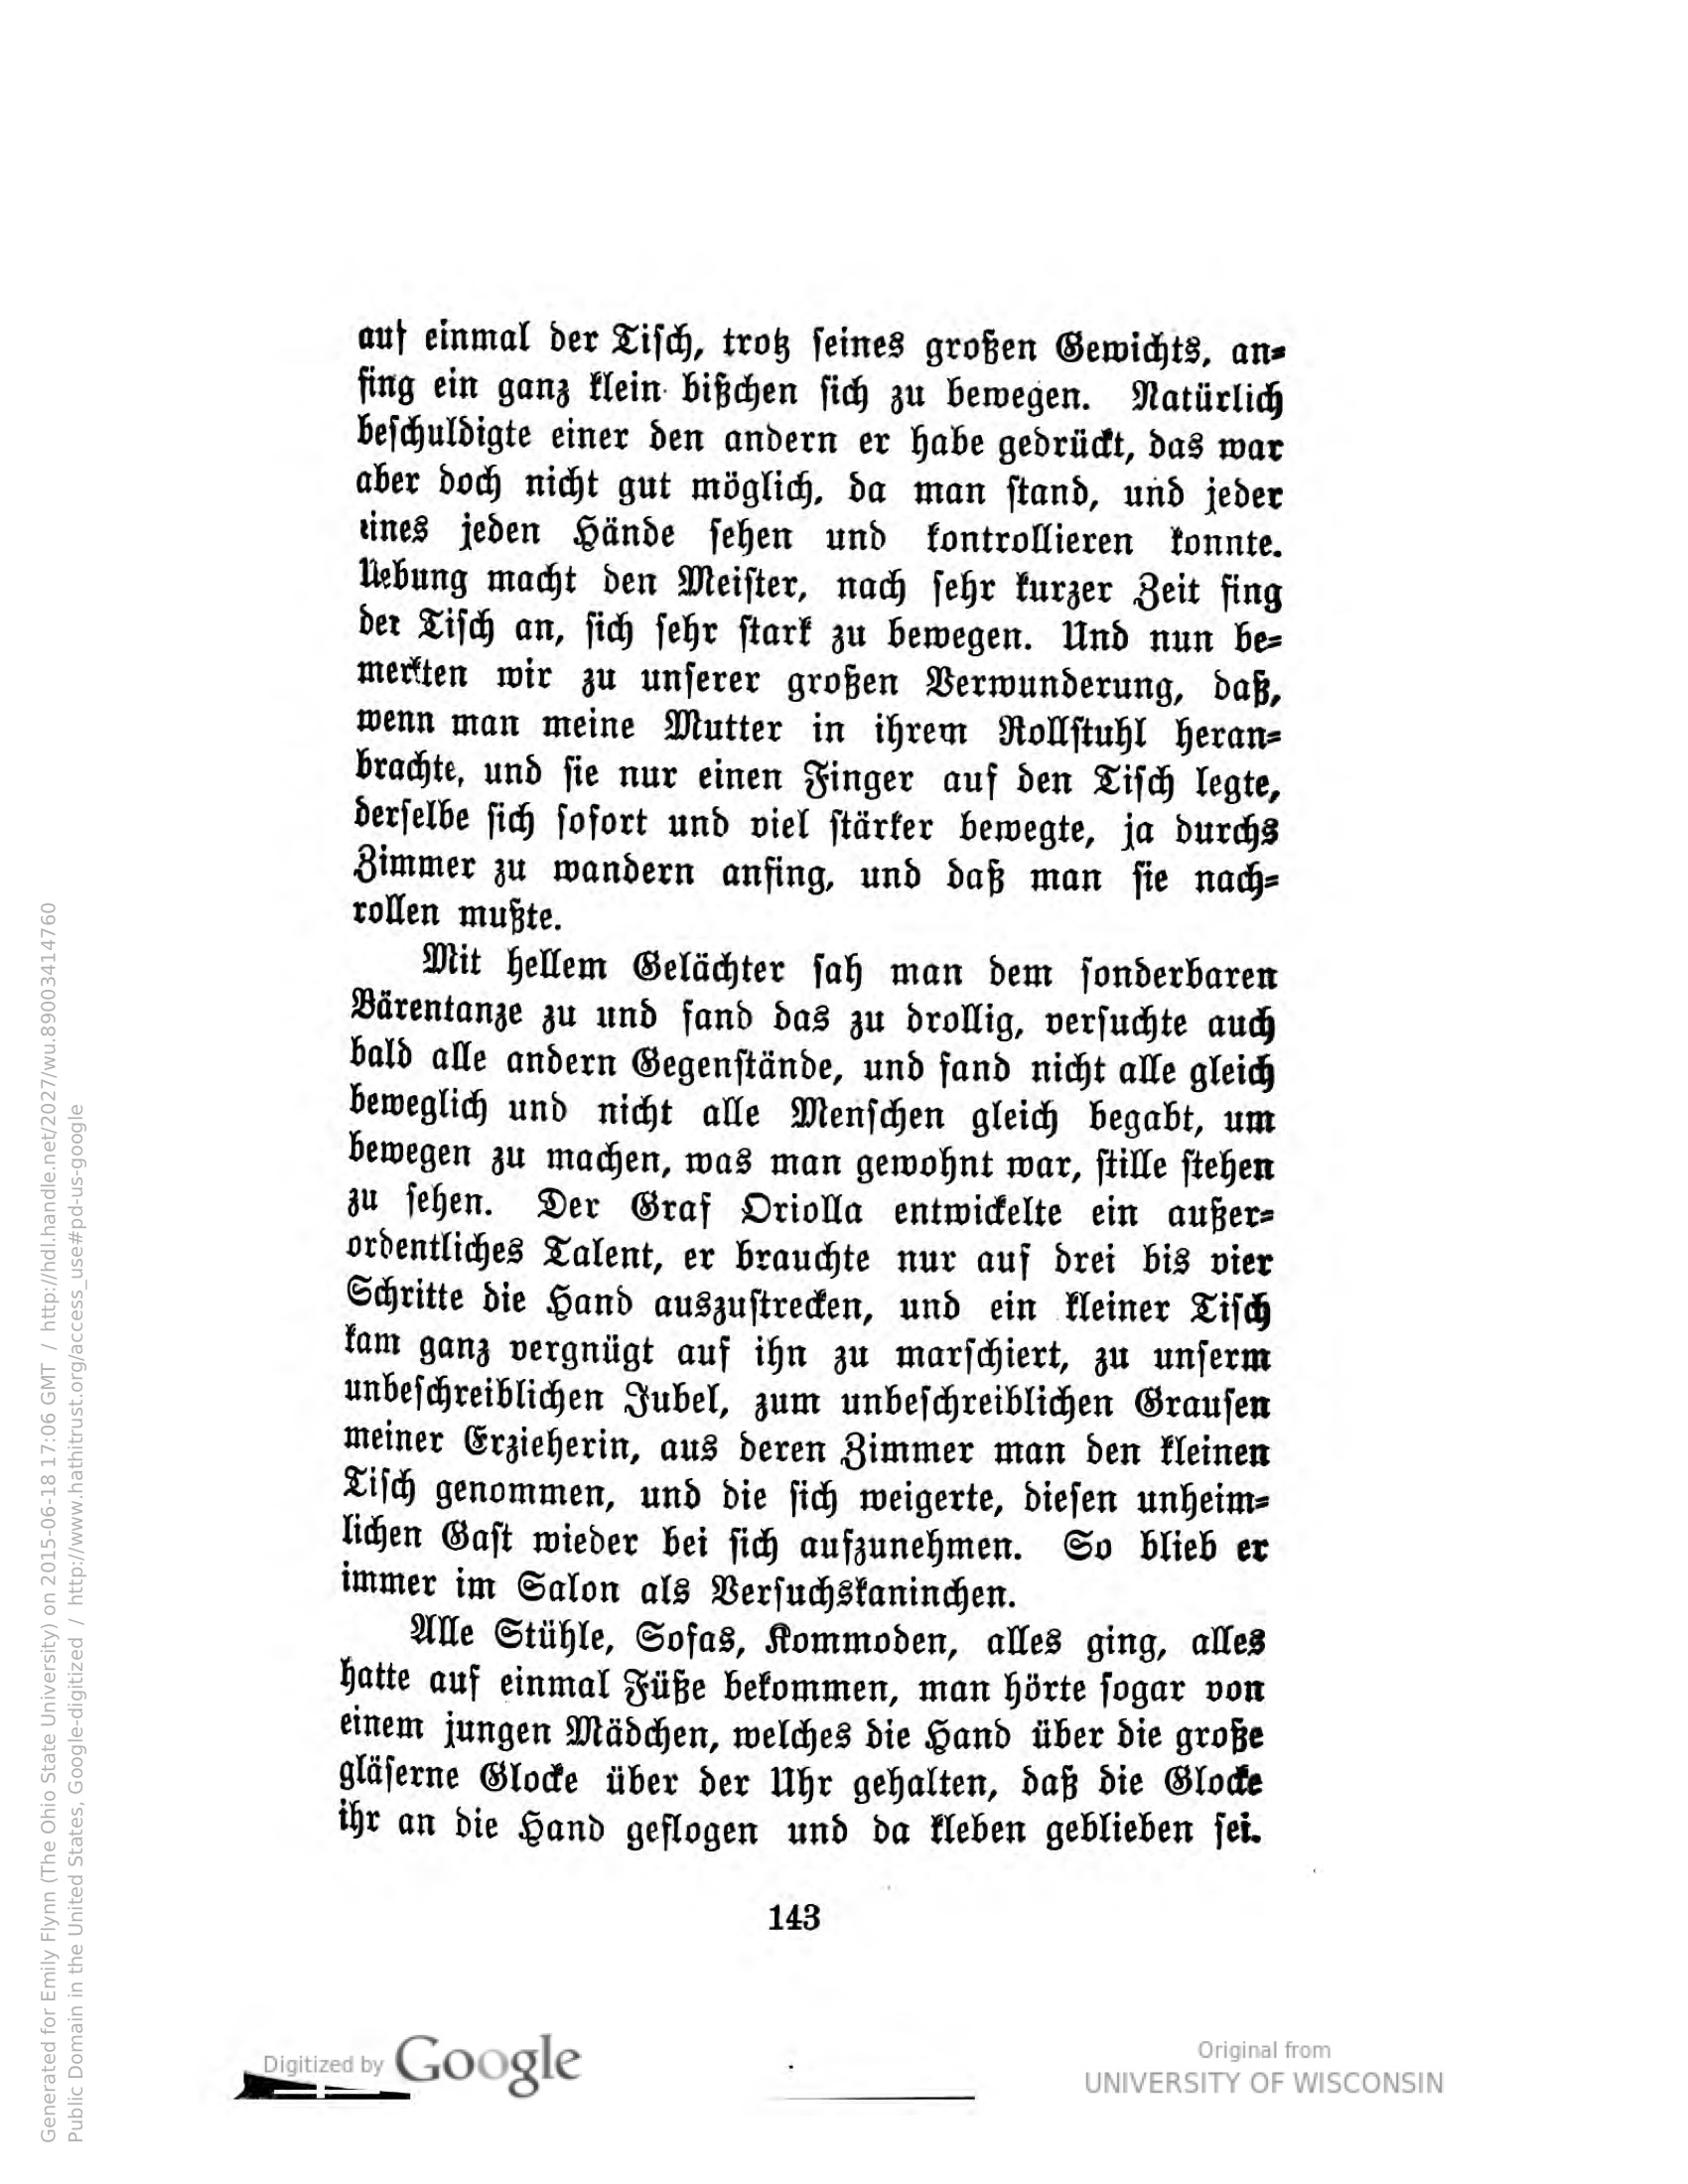 auf einmal der Tisch, trotz seines großen Gewichts, an=
fing ein ganz klein bißchen sich zu bewegen. Natürlich
beschuldigte einer den andern er habe gedrückt, das war
aber doch nicht gut möglich, da man stand, und jeder
eines jeden Hände sehen und kontrollieren konnte.
Uebung macht den Meister, nach sehr kurzer Zeit fing
der Tisch an, sich sehr stark zu bewegen. Und nun be=
merkten wir zu unserer großen Verwunderung, daß,
wenn man meine Mutter in ihrem Rollstuhl heran=
brachte, und sie nur einen Finger auf den Tisch legte,
derselbe sich sofort und viel stärker bewegte, ja durchs
Zimmer zu wandern anfing, und daß man sie nach=
rollen mußte.
Mit hellem Gelächter sah man dem sonderbaren
Bärentanze zu und fand das zu drollig, versuchte auch
bald alle andern Gegenstände, und fand nicht alle gleich
beweglich und nicht alle Menschen gleich begabt, um
bewegen zu machen, was man gewohnt war, stille stehen
zu sehen. Der Graf Oriolla entwickelte ein außer=
ordentliches Talent, er brauchte nur auf drei bis vier
Schritte die Hand auszustrecken, und ein kleiner Tisch
kam ganz vergnügt auf ihn zu marschiert, zu unserm
unbeschreiblichen Jubel, zum unbeschreiblichen Grausen
meiner Erzieherin, aus deren Zimmer man den kleinen
Tisch genommen, und die sich weigerte, diesen unheim=
lichen Gast wieder bei sich aufzunehmen. So blieb er
immer im Salon als Versuchskaninchen.
Alle Stühle, Sofas, Kommoden, alles ging, alles
hatte auf einmal Füße bekommen, man hörte sogar von
einem jungen Mädchen, welches die Hand über die große
gläserne Glocke über der Uhr gehalten, daß die Glocke
ihr an die Hand geflogen und da kleben geblieben sei.
143
Digitized by Google
Original from
UNIVERSITY OF WISCONSIN
Generated for Emily Flynn (The Ohio State University) on 2015-06-18 17:06 GMT / http://hdl.handle.net/2027/wu.89003414760
Public Domain in the United States, Google-digitized / http://www.hathitrust.org/access_use#pd-us-google